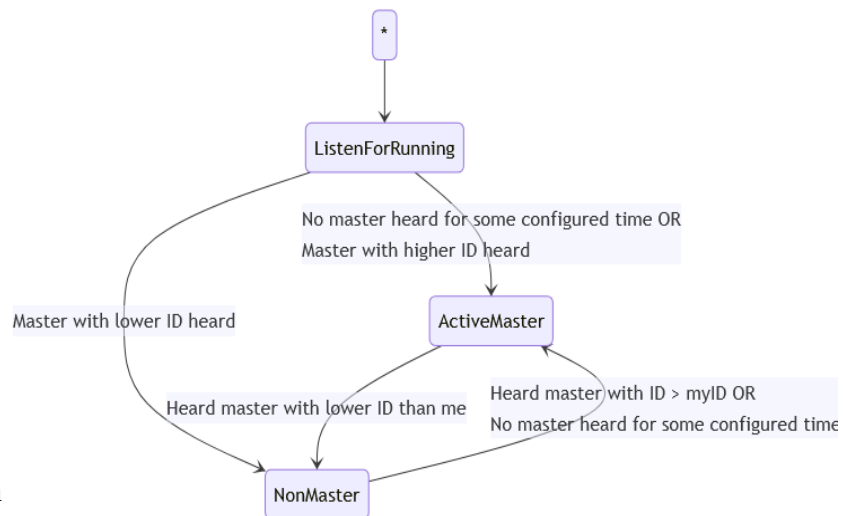 *
ListenForRunning
No master heard for some configured time OR
Master with higher ID heard
ActiveMaster
Master with lower ID heard
Heard master with lower ID than me
Heard master with ID > myID OR
No master heard for some configured time
NonMaster